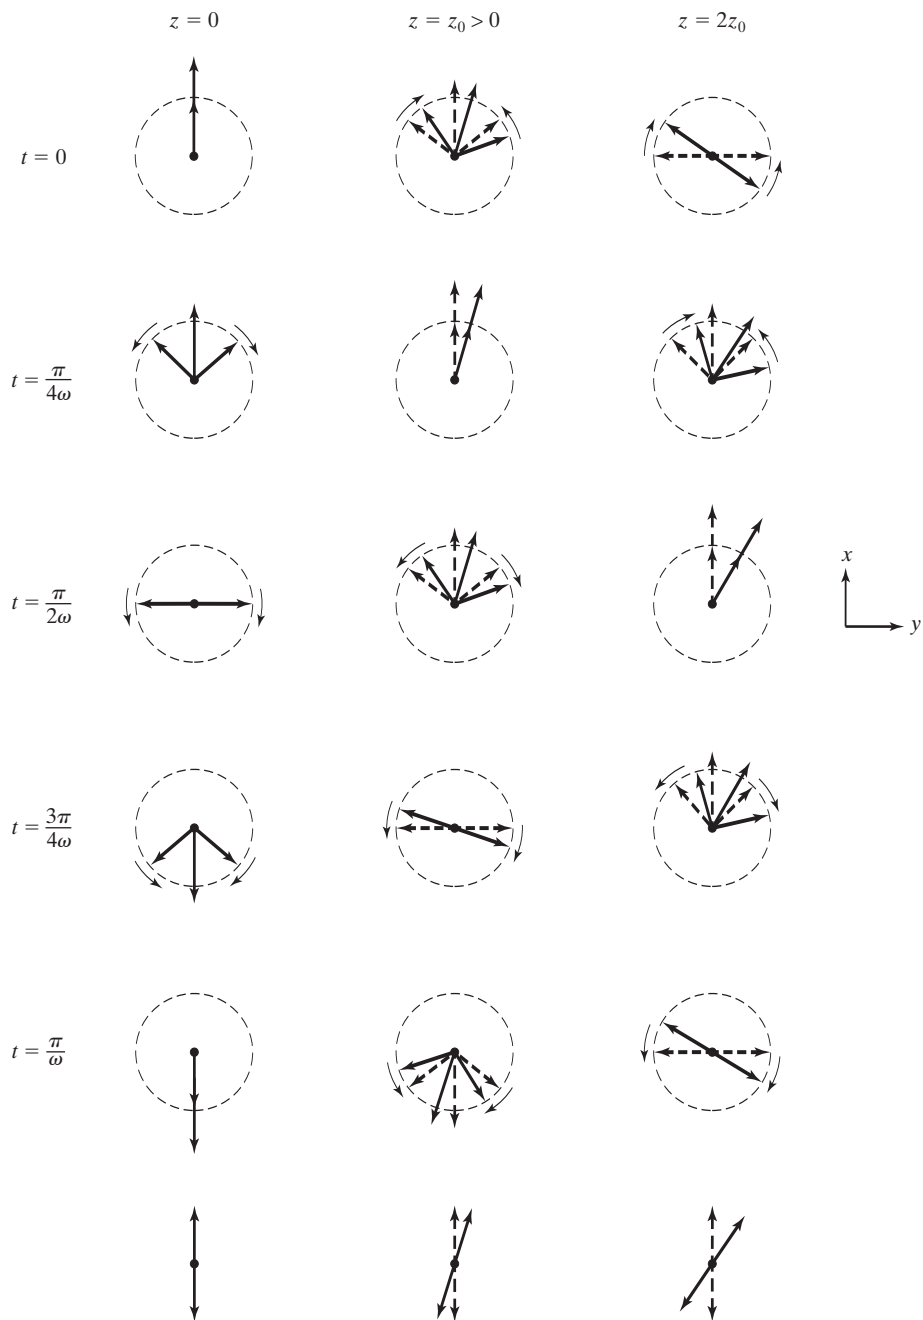 z = 0 z = z₀ > 0 z = 2z₀
t = 0
t = π/4ω
t = π/2ω
x
y
t = 3π/4ω
t = π/ω